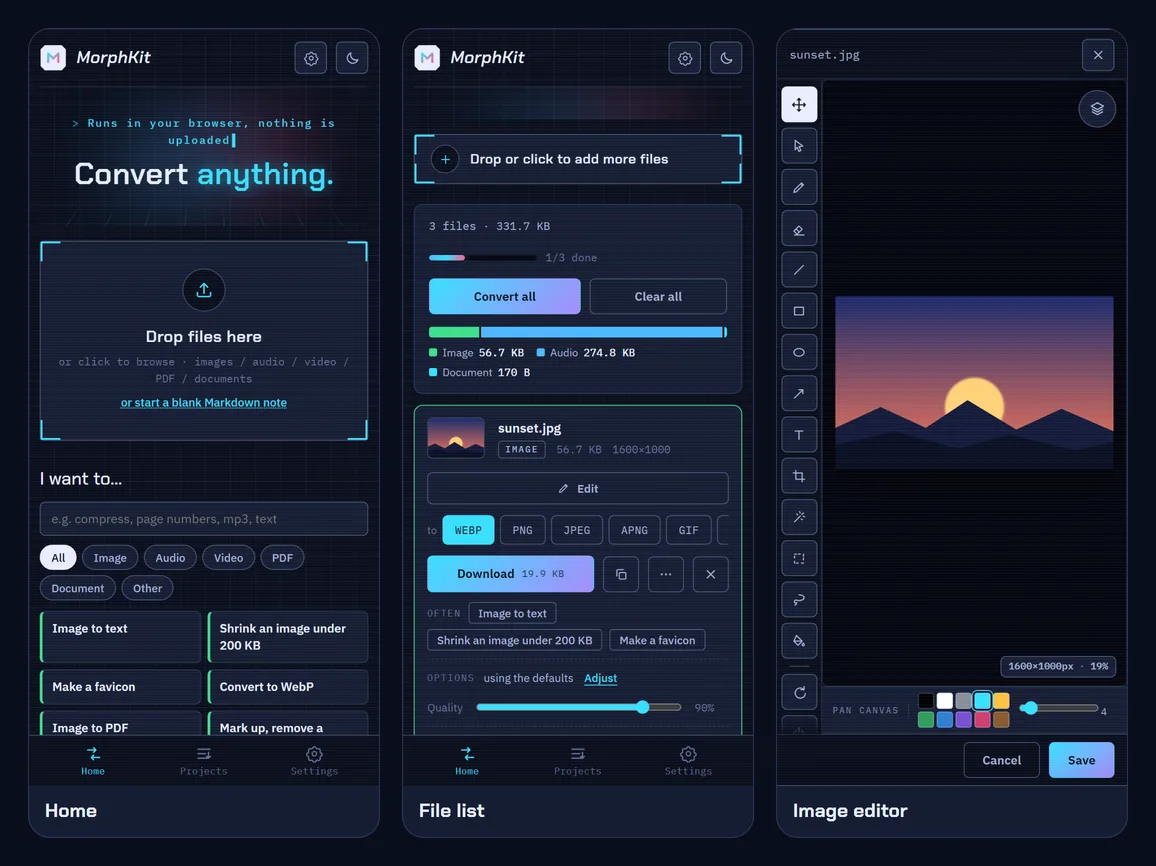 MorphKit
> Runs in your browser, nothing is
uploaded
Convert anything.
Drop files here
or click to browse · images / audio / video /
PDF / documents
or start a blank Markdown note
I want to...
e.g. compress, page numbers, mp3, text
All Image Audio Video PDF
Document Other
Image to text
Shrink an image under
200 KB
Make a favicon
Convert to WebP
Image to PDF
Mark up, remove a
Home Projects Settings
Home
MorphKit
+ Drop or click to add more files
3 files · 331.7 KB
1/3 done
Convert all Clear all
Image 56.7 KB Audio 274.8 KB
Document 170 B
sunset.jpg
IMAGE 56.7 KB 1600×1000
Edit
to WEBP PNG JPEG APNG GIF
Download 19.9 KB
OFTEN Image to text
Shrink an image under 200 KB Make a favicon
OPTIONS using the defaults Adjust
Quality 90%
Home Projects Settings
File list
sunset.jpg
T
1600×1000px · 19%
PAN CANVAS 4
Cancel Save
Image editor